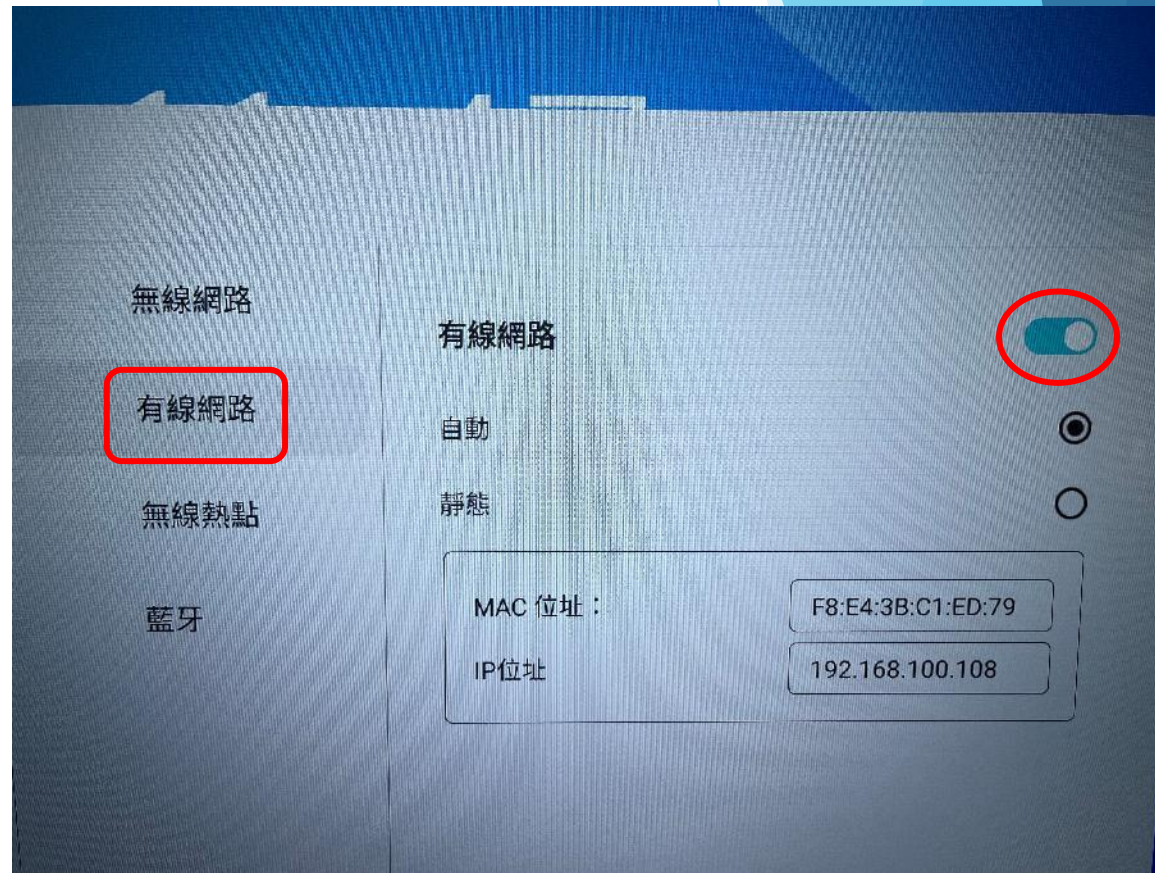 無線網路
有線網路
無線熱點
藍牙
有線網路
自動
靜態
MAC 位址：
F8:E4:3B:C1:ED:79
IP位址
192.168.100.108